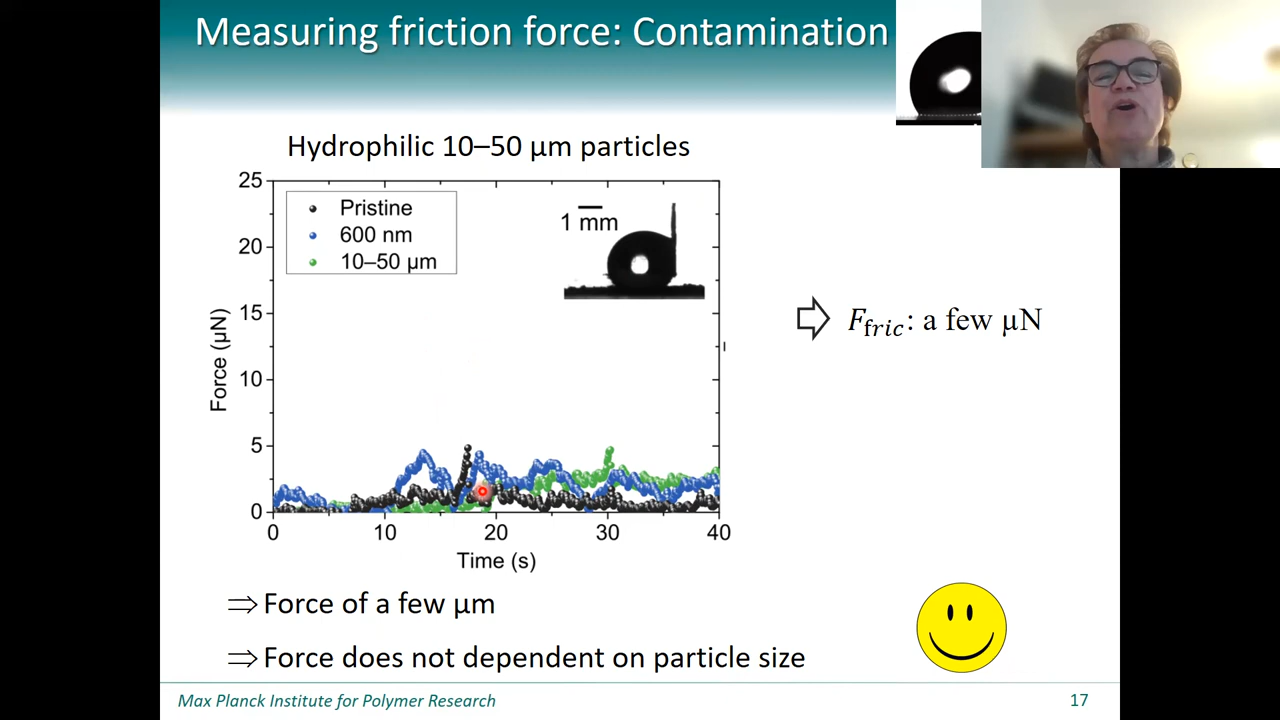 Measuring friction force: Contamination
Hydrophilic 10–50 µm particles
25
20
15
10
5
0
Force (µN)
Pristine
600 nm
10–50 µm
1 mm
0 10 20 30 40
Time (s)
⇨ F_fric: a few µN
⇒ Force of a few µm
⇒ Force does not dependent on particle size
Max Planck Institute for Polymer Research 17